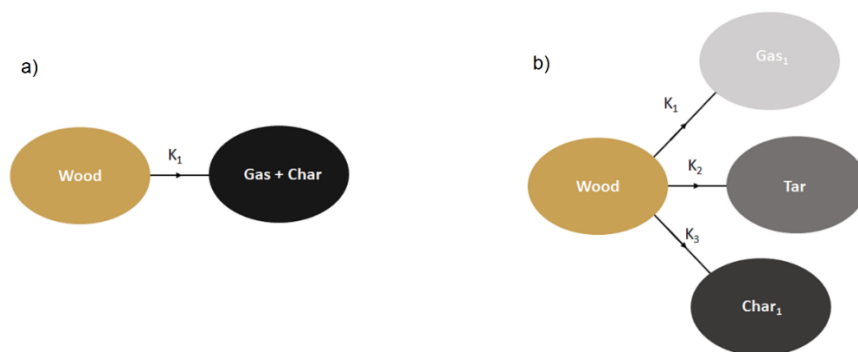 a)
Wood
K₁
Gas + Char
b)
Gas₁
K₁
Wood
K₂
Tar
K₃
Char₁